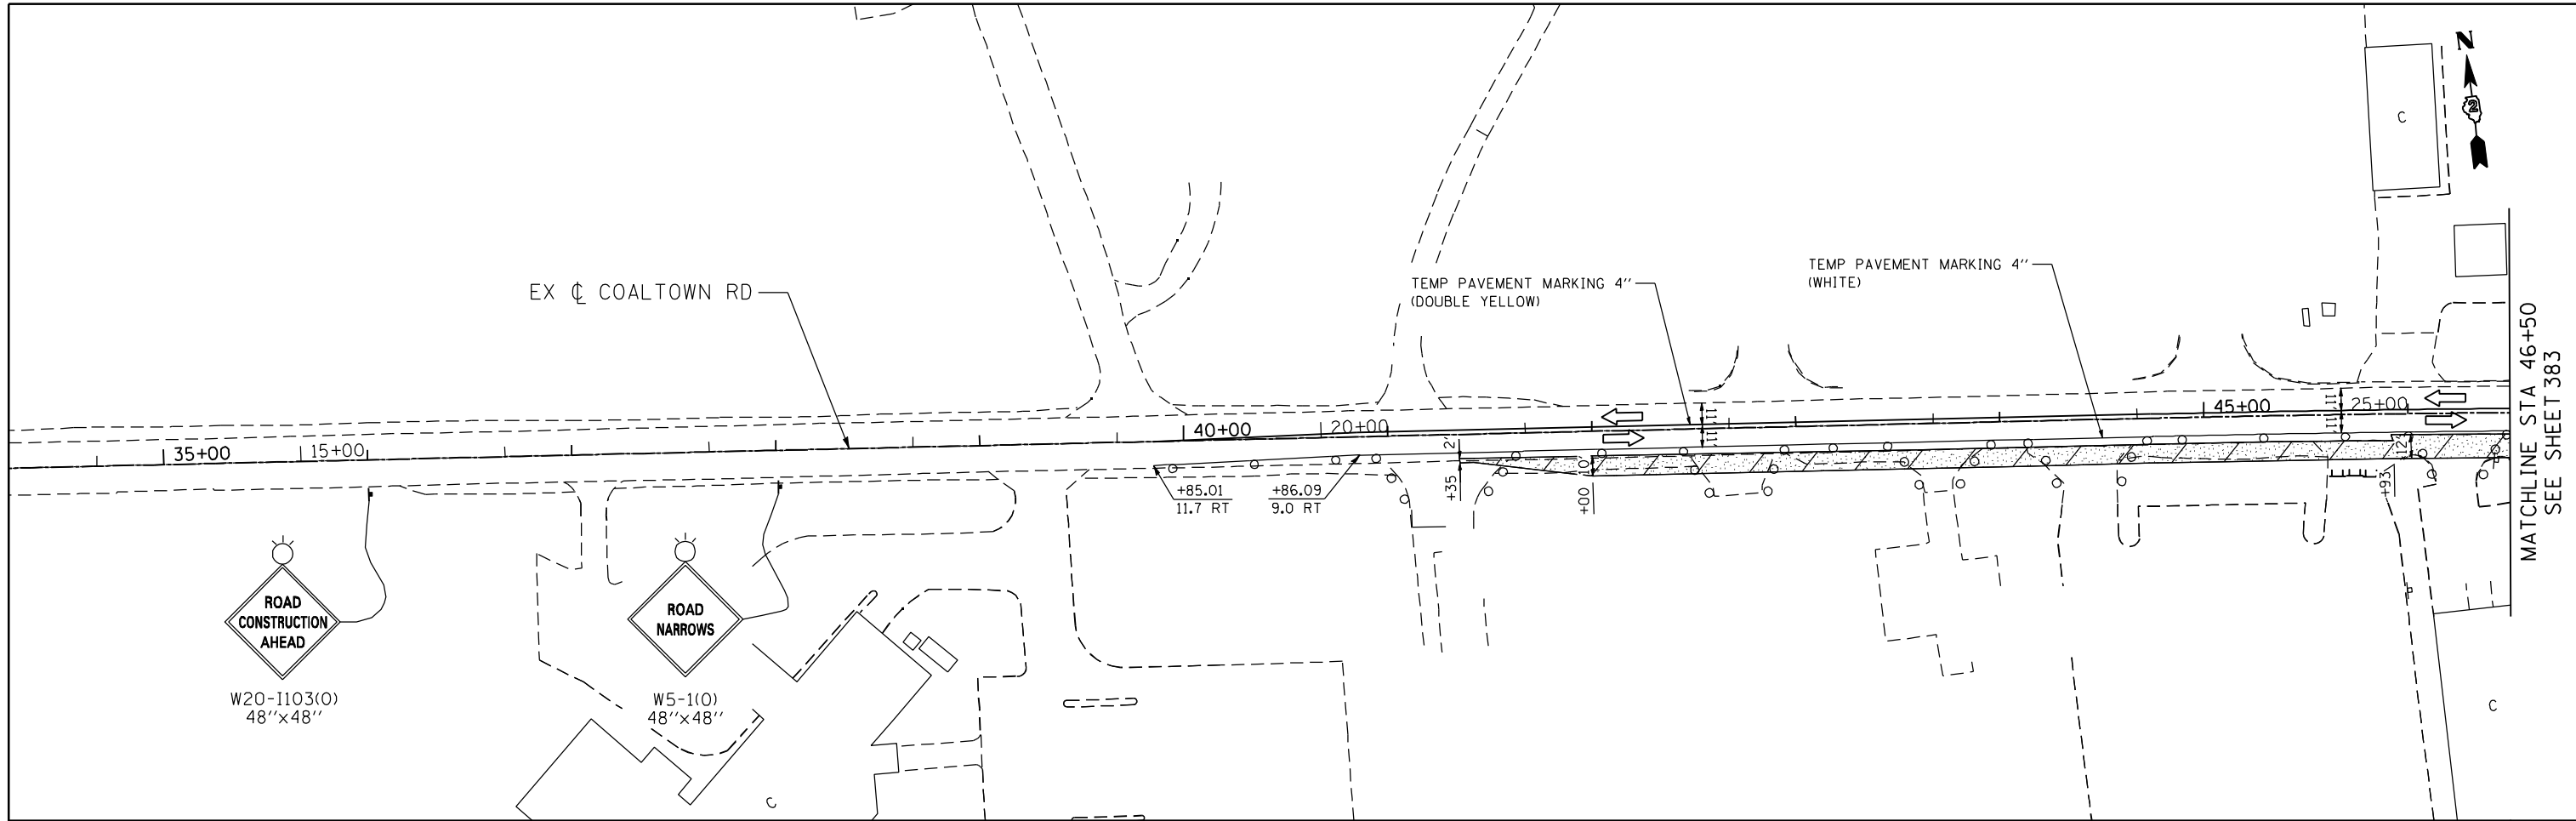 N
2
C
EX ℄ COALTOWN RD
TEMP PAVEMENT MARKING 4''
(DOUBLE YELLOW)
TEMP PAVEMENT MARKING 4''
(WHITE)
35+00
15+00
40+00
20+00
45+00
25+00
11'
11'
11'
11'
2'
+85.01
11.7 RT
+86.09
9.0 RT
+35
+00
12'
+93
ROAD
CONSTRUCTION
AHEAD
W20-I103(O)
48''x48''
ROAD
NARROWS
W5-1(O)
48''x48''
C
C
MATCHLINE STA 46+50
SEE SHEET 383